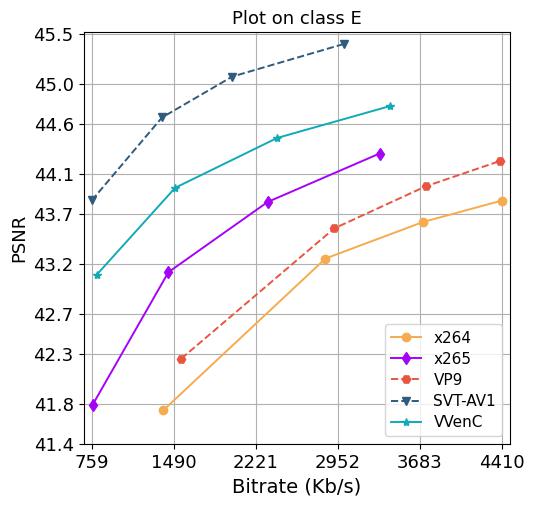 Plot on class E
PSNR
45.5
45.0
44.6
44.1
43.7
43.2
42.7
42.3
41.8
41.4
x264
x265
VP9
SVT-AV1
VVenC
759 1490 2221 2952 3683 4410
Bitrate (Kb/s)